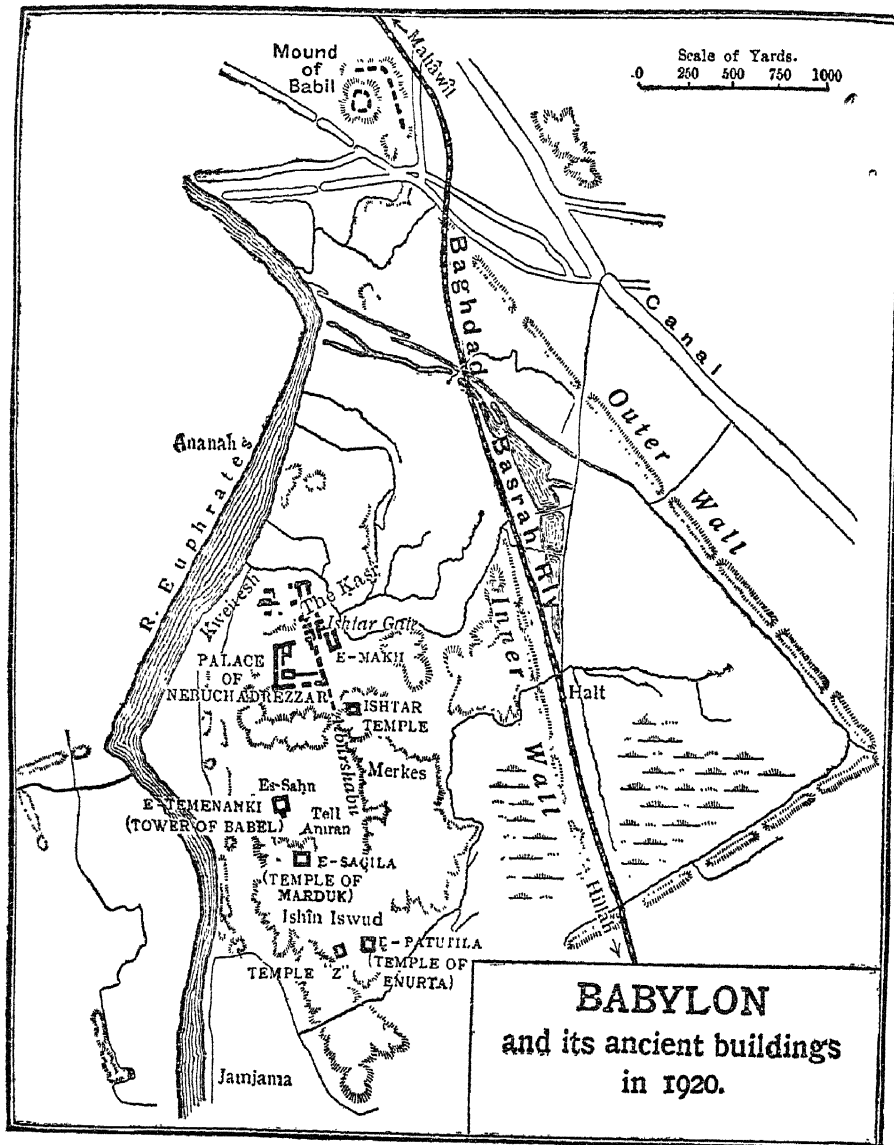 Mound
of
Babil
Mahâwîl
Scale of Yards.
0 250 500 750 1000
Baghdad Basrah Rly
Canal
Outer Wall
Ananah
R. Euphrates
Kweiresh
The Kasr
Ishtar Gate
E-MAKH
PALACE
OF
NEBUCHADREZZAR
ISHTAR
TEMPLE
Inner Wall
Halt
Merkes
Es-Sahn
E-TEMENANKI
(TOWER OF BABEL)
Tell
Amran
E-SAGILA
(TEMPLE OF
MARDUK)
Ishîn Iswud
TEMPLE "Z"
E-PATUTILA
(TEMPLE OF
ENURTA)
Hillah
Jamjama
BABYLON
and its ancient buildings
in 1920.